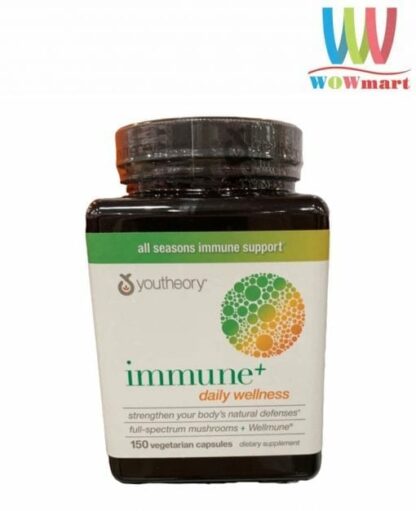 WOWmart
all seasons immune support*
youtheory®
immune+
daily wellness
strengthen your body's natural defenses*
full-spectrum mushrooms + Wellmune®
150 vegetarian capsules dietary supplement